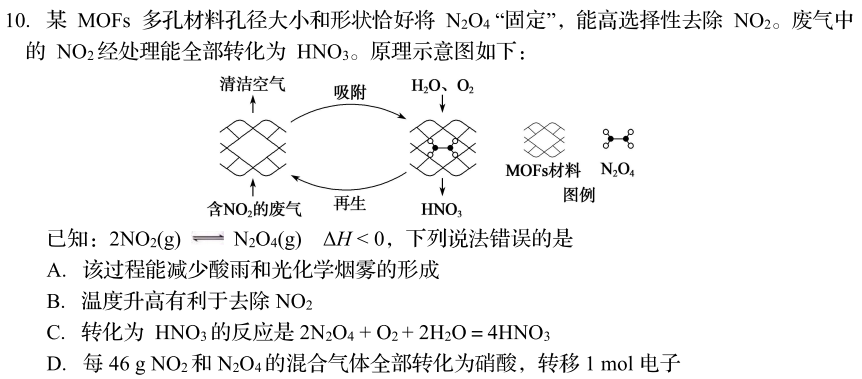 10. 某 MOFs 多孔材料孔径大小和形状恰好将 N₂O₄“固定”，能高选择性去除 NO₂。废气中
的 NO₂经处理能全部转化为 HNO₃。原理示意图如下：
清洁空气
吸附
H₂O、O₂
MOFs材料 N₂O₄
图例
含NO₂的废气
再生
HNO₃
已知：2NO₂(g) ⇌ N₂O₄(g) ΔH < 0，下列说法错误的是
A. 该过程能减少酸雨和光化学烟雾的形成
B. 温度升高有利于去除 NO₂
C. 转化为 HNO₃的反应是 2N₂O₄ + O₂ + 2H₂O = 4HNO₃
D. 每 46 g NO₂和 N₂O₄的混合气体全部转化为硝酸，转移 1 mol 电子